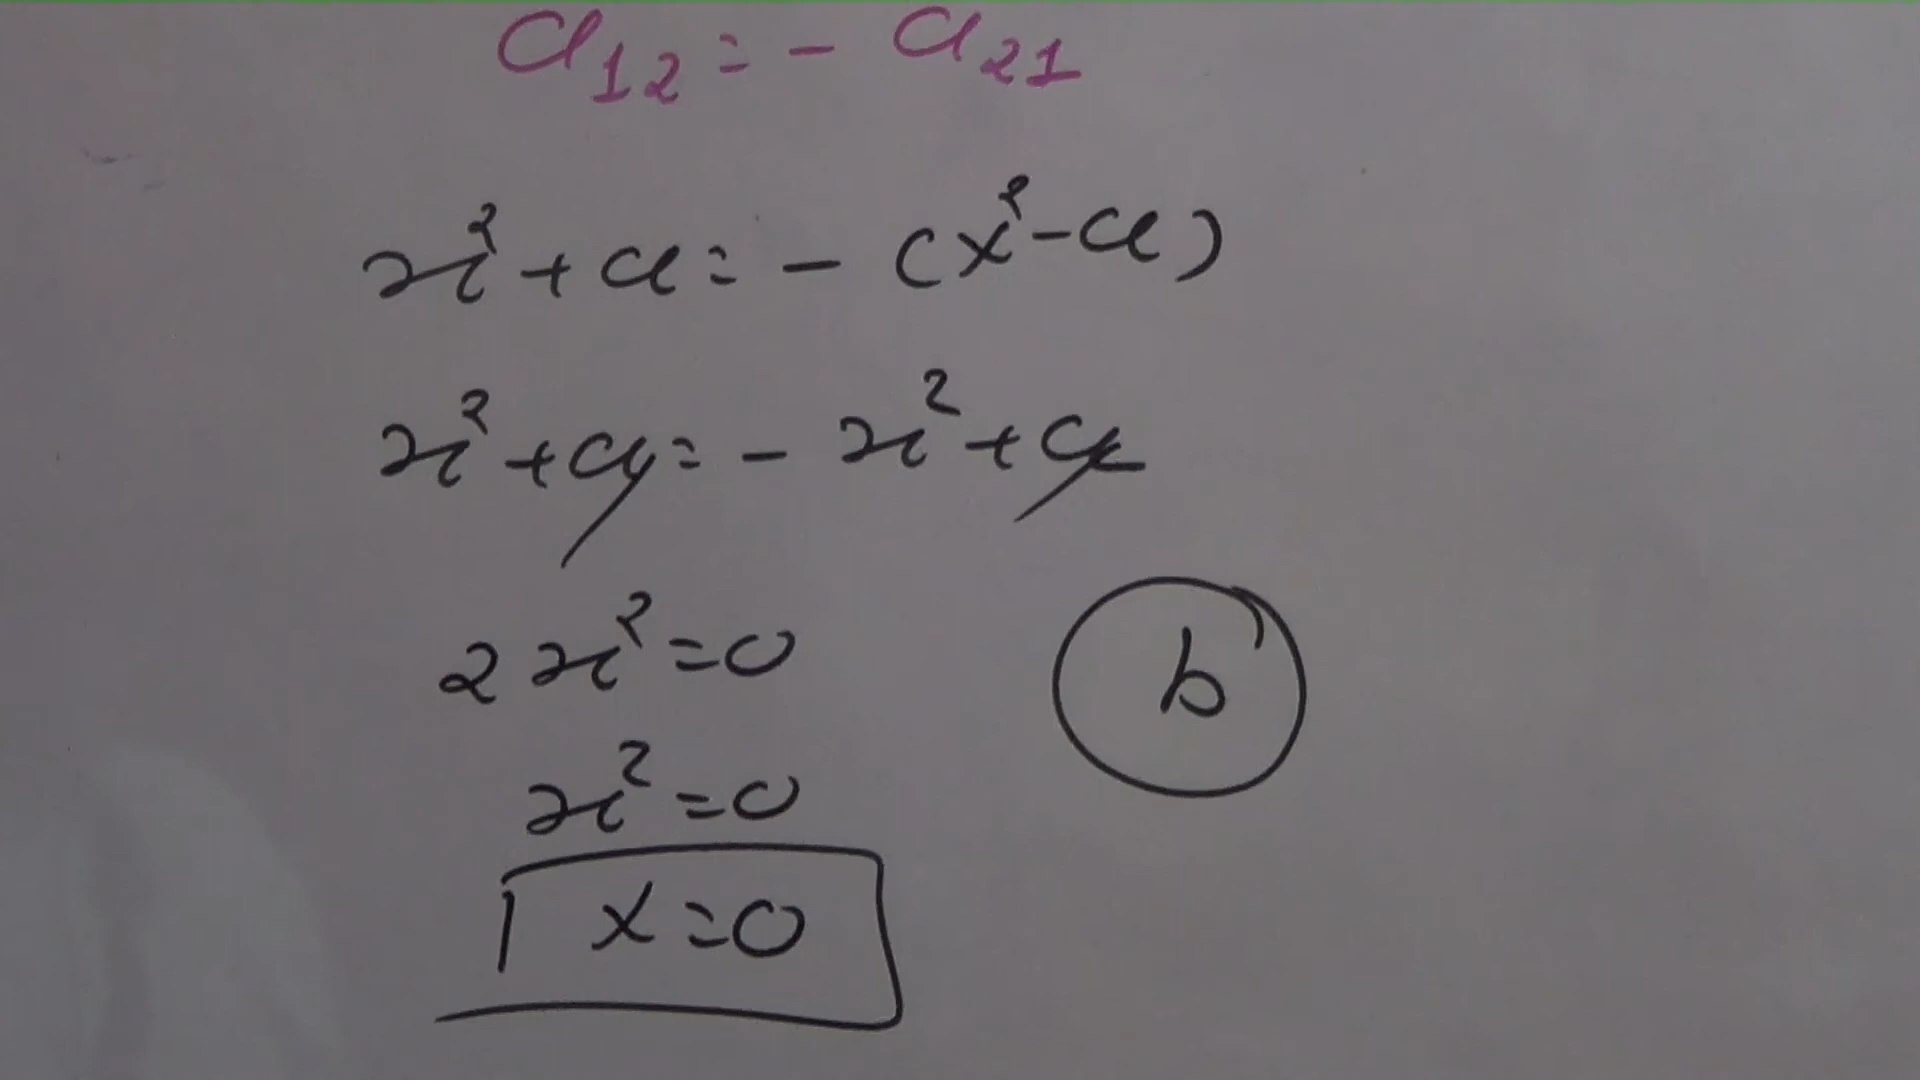 a₁₂ = - a₂₁
x² + a = - (x² - a)
x² + a = - x² + a
2x² = 0
b
x² = 0
x = 0